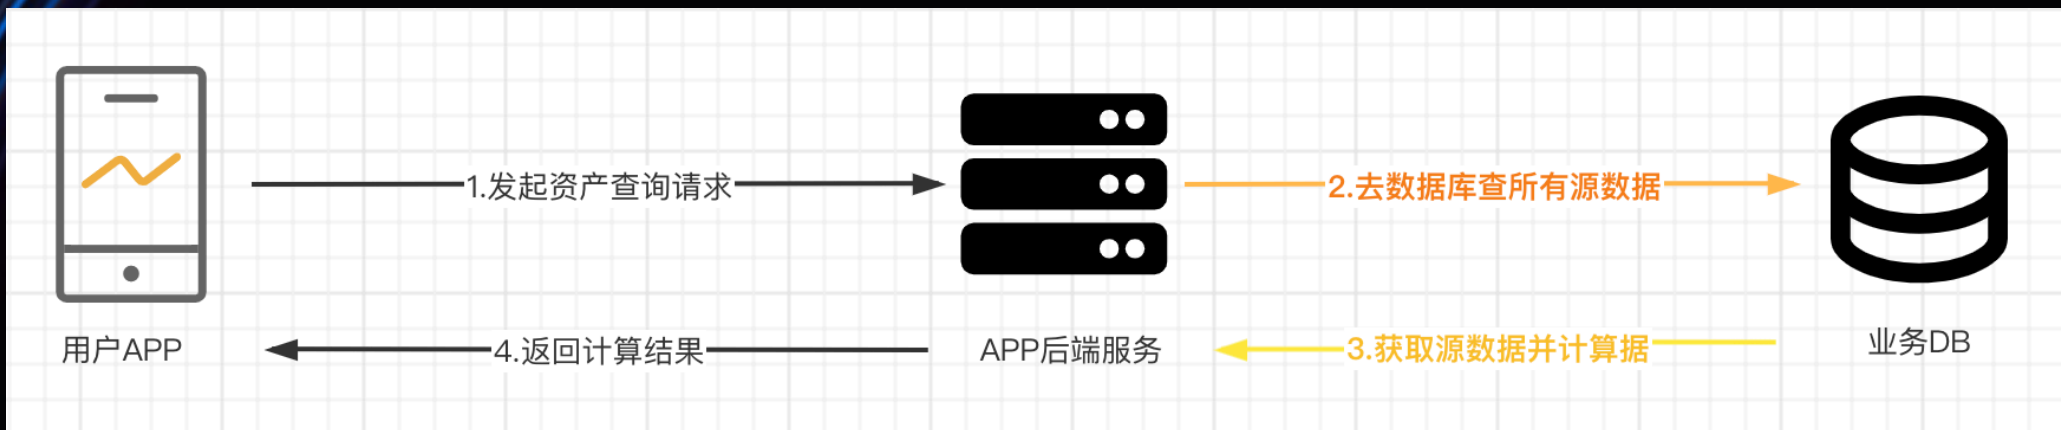 1.发起资产查询请求
2.去数据库查所有源数据
用户APP
4.返回计算结果
APP后端服务
3.获取源数据并计算据
业务DB